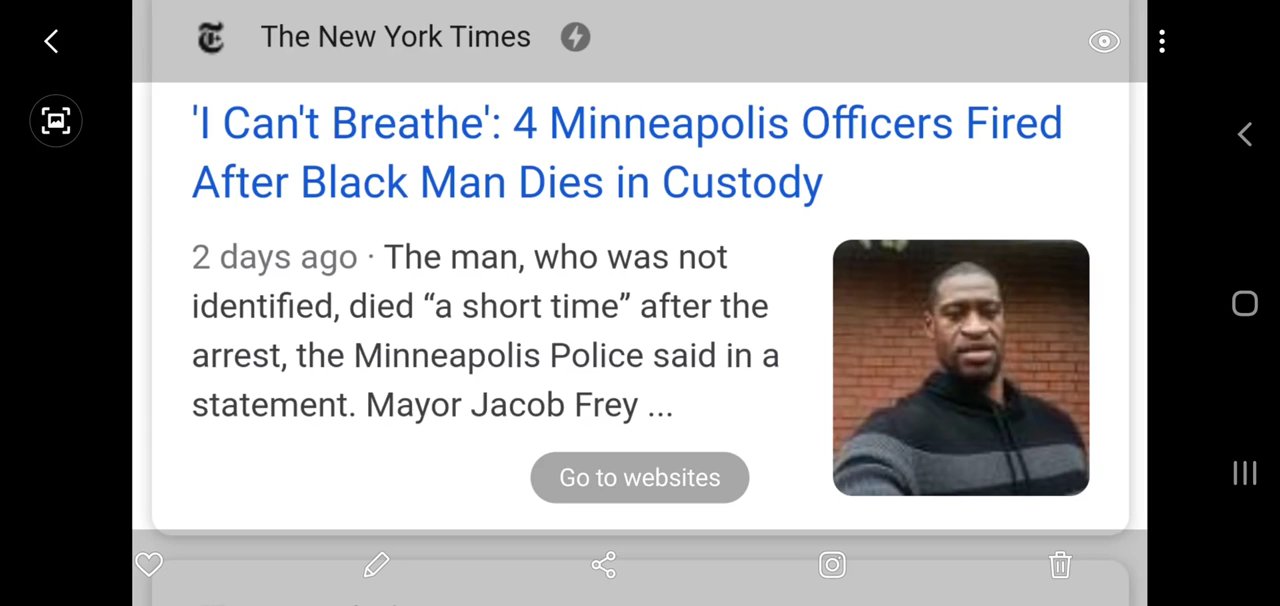 The New York Times
'I Can't Breathe': 4 Minneapolis Officers Fired
After Black Man Dies in Custody
2 days ago · The man, who was not
identified, died “a short time” after the
arrest, the Minneapolis Police said in a
statement. Mayor Jacob Frey ...
Go to websites